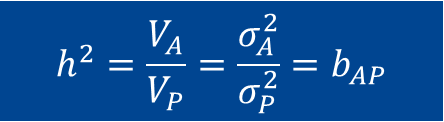 h² = V_A / V_P = σ²_A / σ²_P = b_AP